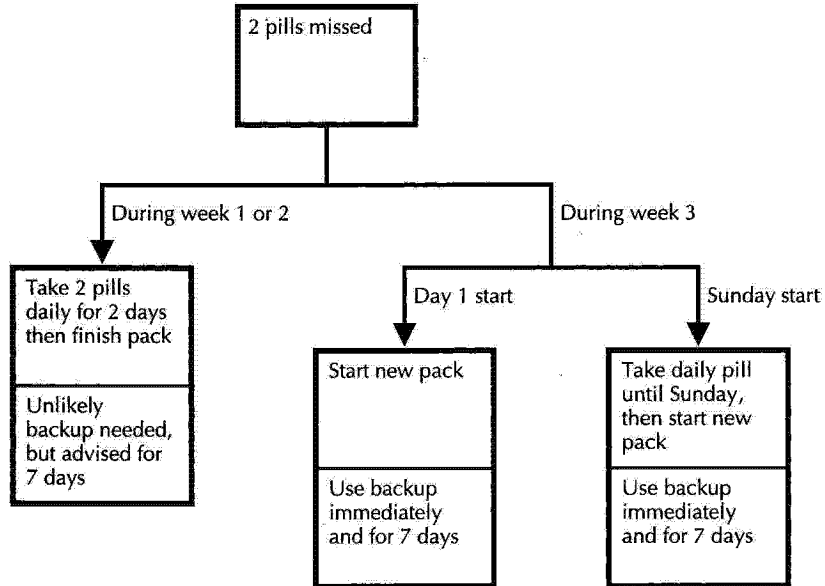 2 pills missed
During week 1 or 2
During week 3
Take 2 pills
daily for 2 days
then finish pack
Unlikely
backup needed,
but advised for
7 days
Day 1 start
Sunday start
Start new pack
Use backup
immediately
and for 7 days
Take daily pill
until Sunday,
then start new
pack
Use backup
immediately
and for 7 days